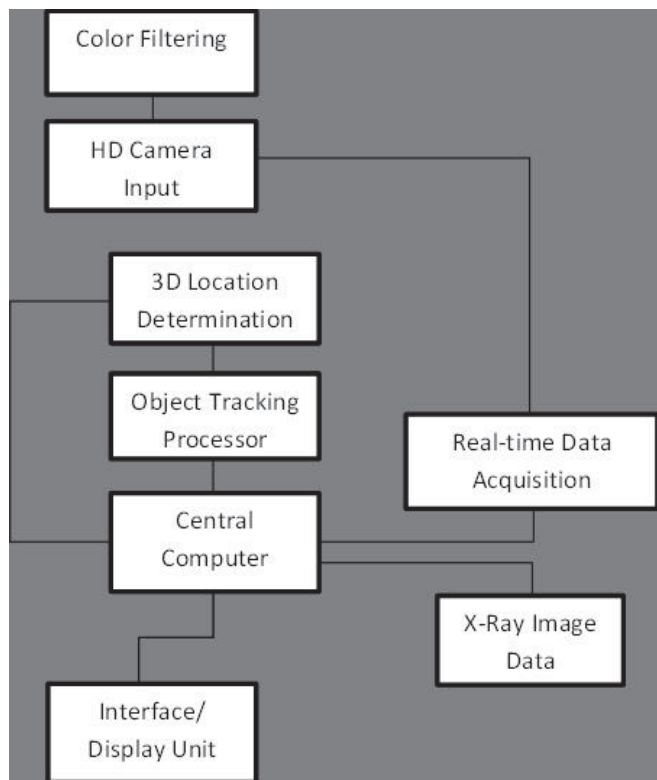 Color Filtering
HD Camera
Input
3D Location
Determination
Object Tracking
Processor
Real-time Data
Acquisition
Central
Computer
X-Ray Image
Data
Interface/
Display Unit